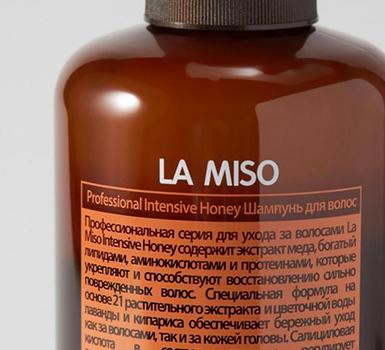 LA MISO
Professional Intensive Honey Шампунь для волос
Профессиональная серия для ухода за волосами La
Miso Intensive Honey содержит экстракт меда, богатый
липидами, аминокислотами и протеинами, которые
укрепляют и способствуют восстановлению сильно
поврежденных волос. Специальная формула на
основе 21 растительного экстракта и цветочной воды
лаванды и кипариса обеспечивает бережный уход
как за волосами, так и за кожей головы. Салициловая
кислота в регулирует